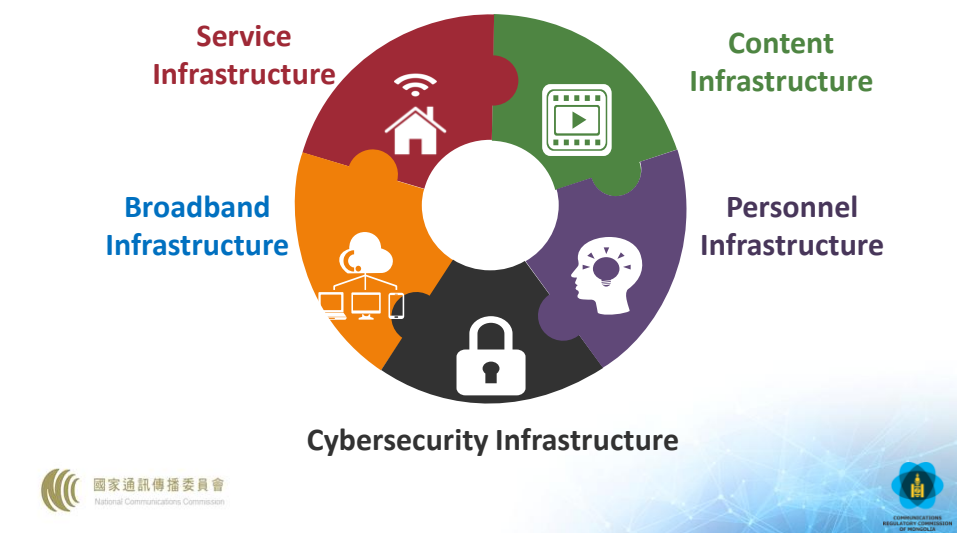 Service
Infrastructure
Content
Infrastructure
Broadband
Infrastructure
Personnel
Infrastructure
Cybersecurity Infrastructure
國家通訊傳播委員會
National Communications Commission
COMMUNICATIONS
REGULATORY COMMISSION
OF MONGOLIA